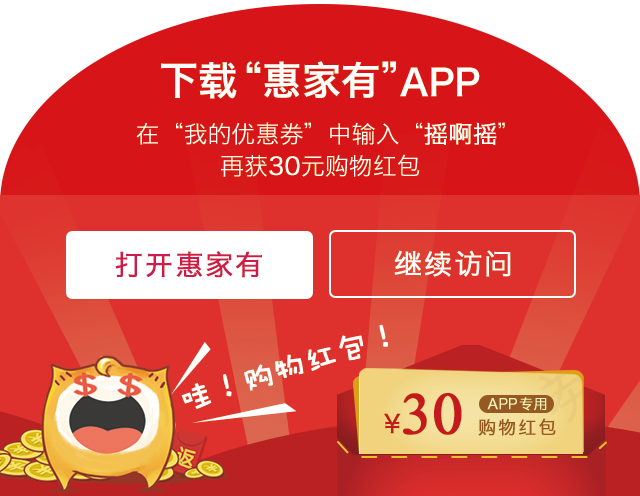 下载“惠家有”APP
在“我的优惠券”中输入“摇啊摇”
再获30元购物红包
打开惠家有
继续访问
哇！购物红包！
¥30
APP专用
购物红包
返